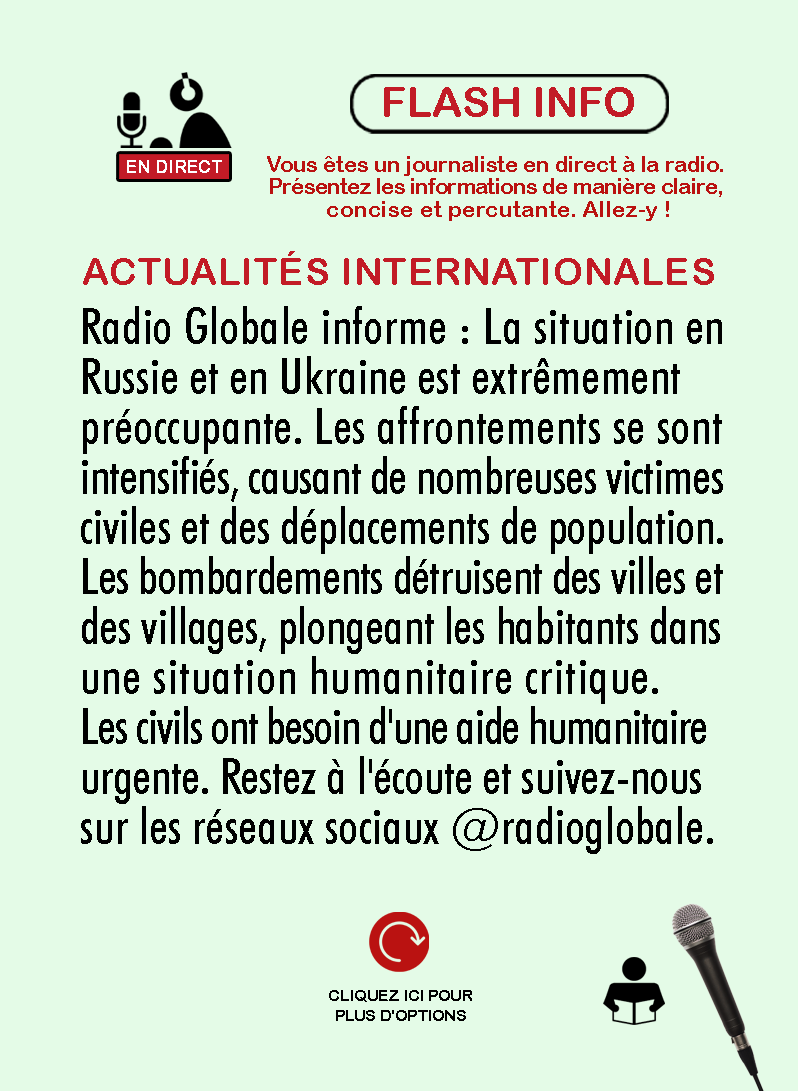 FLASH INFO
EN DIRECT
Vous êtes un journaliste en direct à la radio.
Présentez les informations de manière claire,
concise et percutante. Allez-y !
ACTUALITÉS INTERNATIONALES
Radio Globale informe : La situation en
Russie et en Ukraine est extrêmement
préoccupante. Les affrontements se sont
intensifiés, causant de nombreuses victimes
civiles et des déplacements de population.
Les bombardements détruisent des villes et
des villages, plongeant les habitants dans
une situation humanitaire critique.
Les civils ont besoin d'une aide humanitaire
urgente. Restez à l'écoute et suivez-nous
sur les réseaux sociaux @radioglobale.
CLIQUEZ ICI POUR
PLUS D'OPTIONS